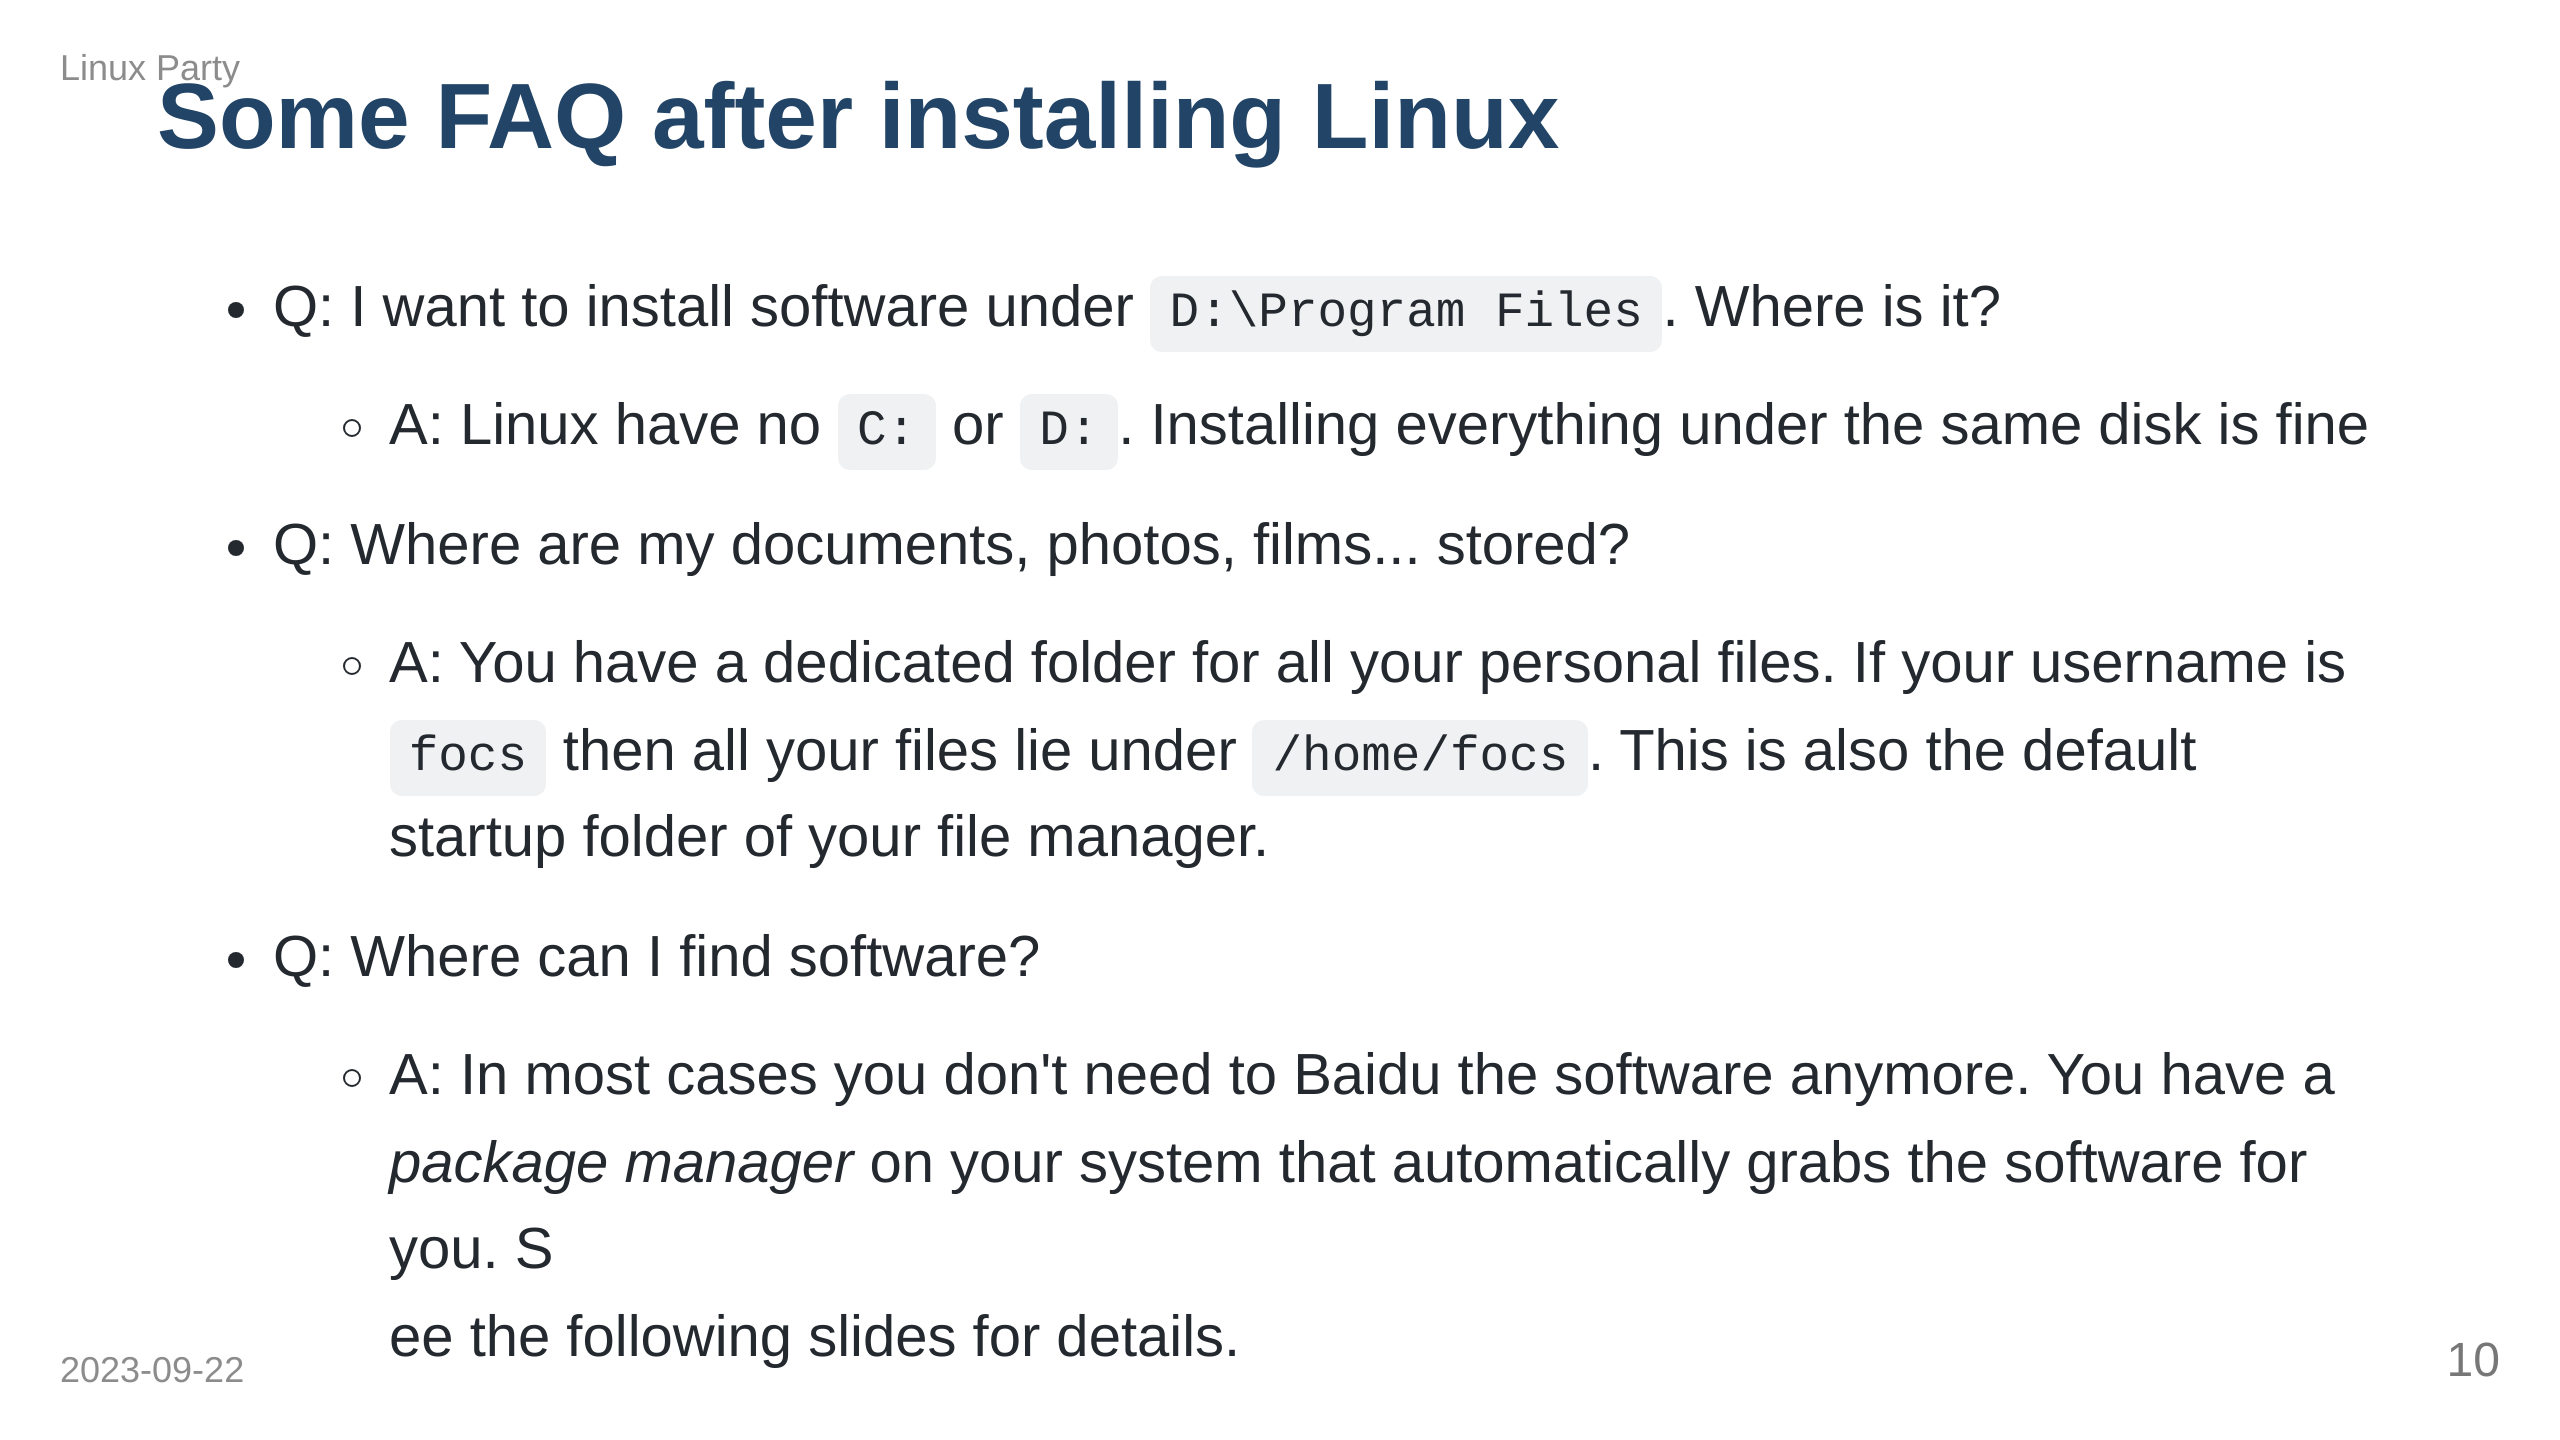 Linux Party
Some FAQ after installing Linux
• Q: I want to install software under D:\Program Files. Where is it?
◦ A: Linux have no C: or D:. Installing everything under the same disk is fine
• Q: Where are my documents, photos, films... stored?
◦ A: You have a dedicated folder for all your personal files. If your username is
focs then all your files lie under /home/focs. This is also the default
startup folder of your file manager.
• Q: Where can I find software?
◦ A: In most cases you don't need to Baidu the software anymore. You have a
package manager on your system that automatically grabs the software for
you. S
ee the following slides for details.
2023-09-22
10